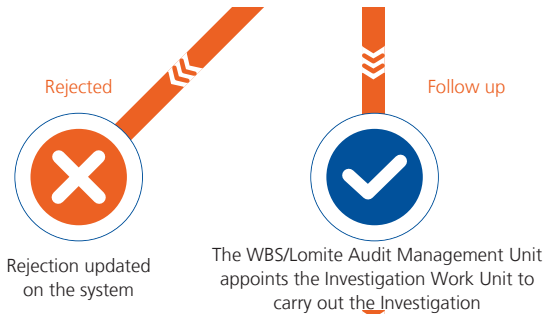 Rejected
Follow up
Rejection updated
on the system
The WBS/Lomite Audit Management Unit
appoints the Investigation Work Unit to
carry out the Investigation